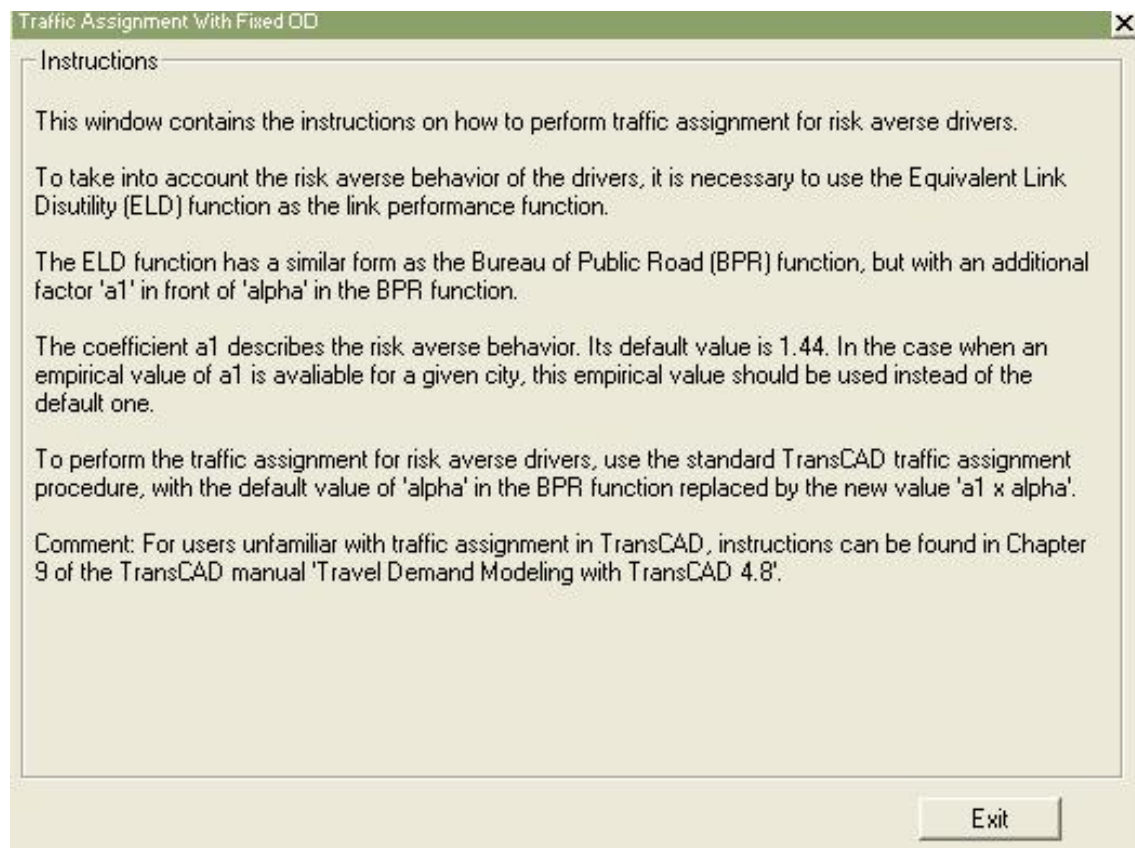 Traffic Assignment With Fixed OD
Instructions
This window contains the instructions on how to perform traffic assignment for risk averse drivers.
To take into account the risk averse behavior of the drivers, it is necessary to use the Equivalent Link
Disutility (ELD) function as the link performance function.
The ELD function has a similar form as the Bureau of Public Road (BPR) function, but with an additional
factor 'a1' in front of 'alpha' in the BPR function.
The coefficient a1 describes the risk averse behavior. Its default value is 1.44. In the case when an
empirical value of a1 is avaliable for a given city, this empirical value should be used instead of the
default one.
To perform the traffic assignment for risk averse drivers, use the standard TransCAD traffic assignment
procedure, with the default value of 'alpha' in the BPR function replaced by the new value 'a1 x alpha'.
Comment: For users unfamiliar with traffic assignment in TransCAD, instructions can be found in Chapter
9 of the TransCAD manual 'Travel Demand Modeling with TransCAD 4.8'.
Exit